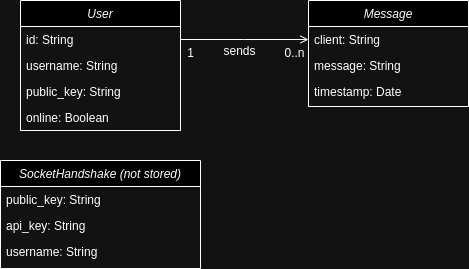 User
id: String
username: String
public_key: String
online: Boolean
1
sends
0..n
Message
client: String
message: String
timestamp: Date
SocketHandshake (not stored)
public_key: String
api_key: String
username: String